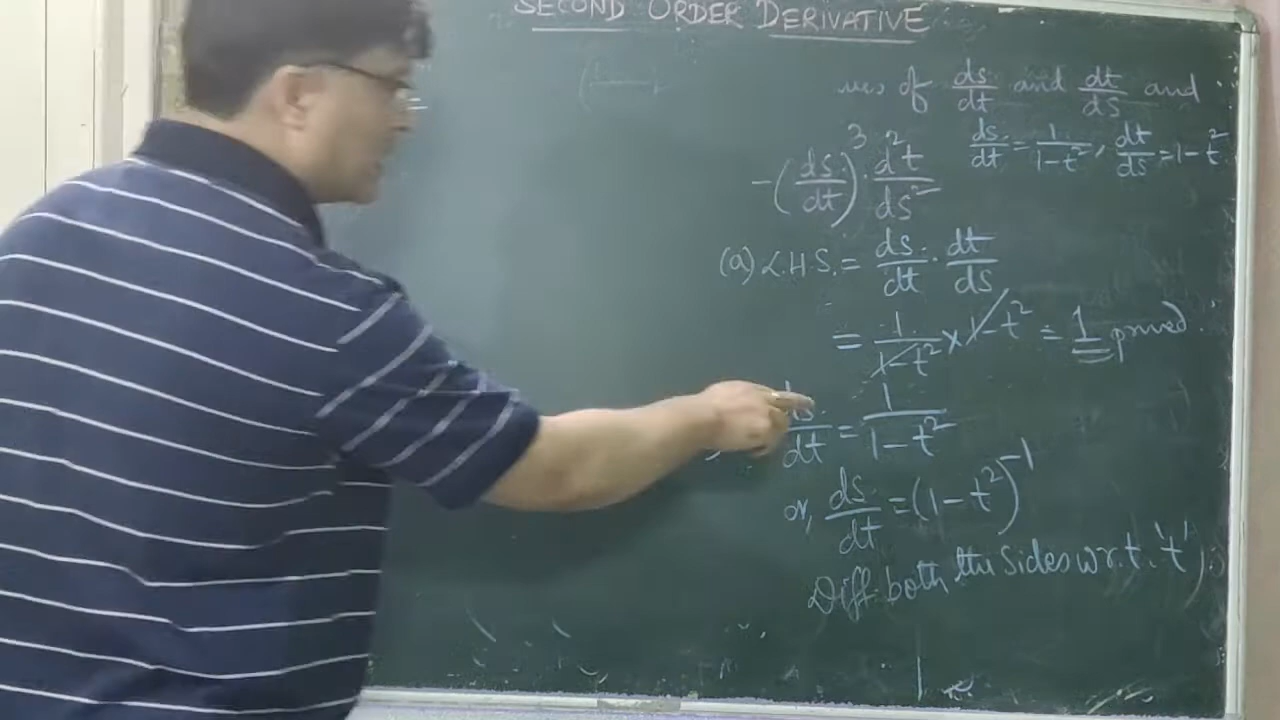 SECOND ORDER DERIVATIVE
of ds/dt and dt/ds and
ds/dt = 1/(1-t²), dt/ds = 1-t²
-(ds/dt)³ · d²t/ds²
(a) L.H.S. = ds/dt · dt/ds
= 1/(1-t²) × 1-t² = 1 proved.
ds/dt = 1/(1-t²)
or, ds/dt = (1-t²)⁻¹
Diff. both the sides w.r.t. 't'